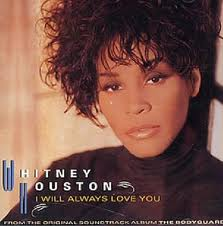 WHITNEY
HOUSTON
I WILL ALWAYS LOVE YOU
FROM THE ORIGINAL SOUNDTRACK ALBUM THE BODYGUARD